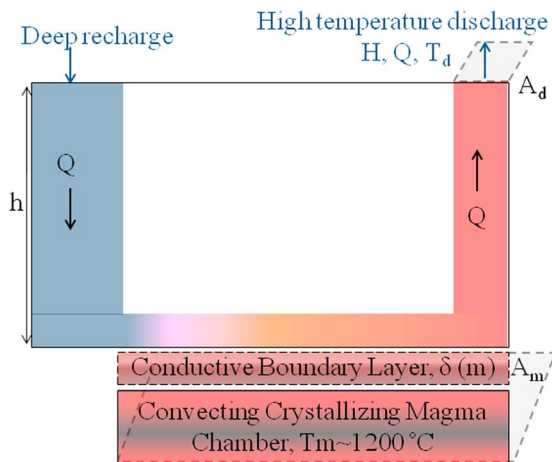 Deep recharge
High temperature discharge
H, Q, T_d
A_d
h
Q
Q
Conductive Boundary Layer, δ (m)
A_m
Convecting Crystallizing Magma
Chamber, Tm~1200 °C